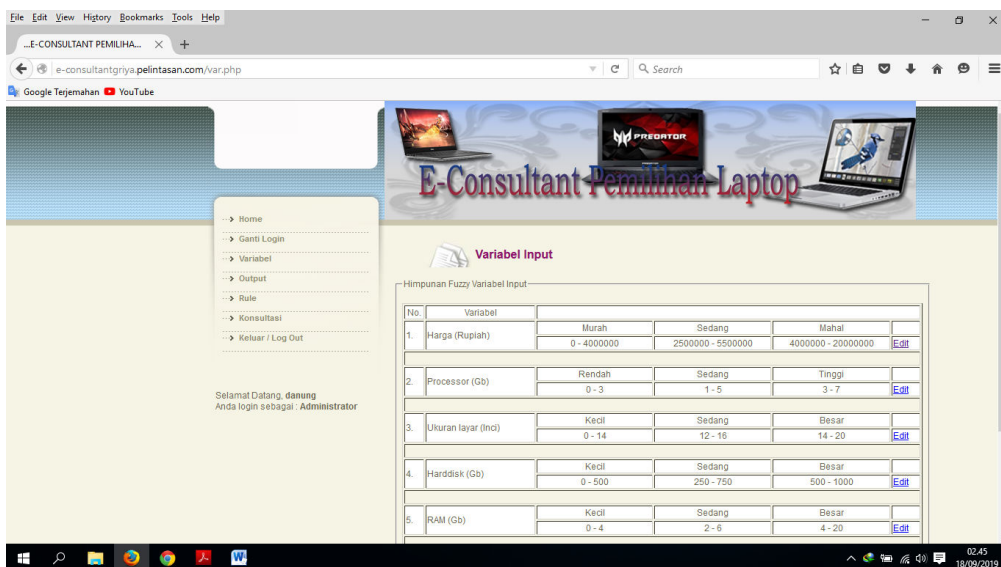 File Edit View History Bookmarks Tools Help
...E-CONSULTANT PEMILIHA...
e-consultantgriya.pelintasan.com/var.php
Search
Google Terjemahan YouTube
PREDATOR
E-Consultant Pemilihan Laptop
Home
Ganti Login
Variabel
Output
Rule
Konsultasi
Keluar / Log Out
Selamat Datang, danung
Anda login sebagai : Administrator
Variabel Input
Himpunan Fuzzy Variabel Input
No. Variabel
1. Harga (Rupiah) Murah Sedang Mahal
0 - 4000000 2500000 - 5500000 4000000 - 20000000 Edit
2. Processor (Gb) Rendah Sedang Tinggi
0 - 3 1 - 5 3 - 7 Edit
3. Ukuran layar (Inci) Kecil Sedang Besar
0 - 14 12 - 16 14 - 20 Edit
4. Harddisk (Gb) Kecil Sedang Besar
0 - 500 250 - 750 500 - 1000 Edit
5. RAM (Gb) Kecil Sedang Besar
0 - 4 2 - 6 4 - 20 Edit
02.45
18/09/2019